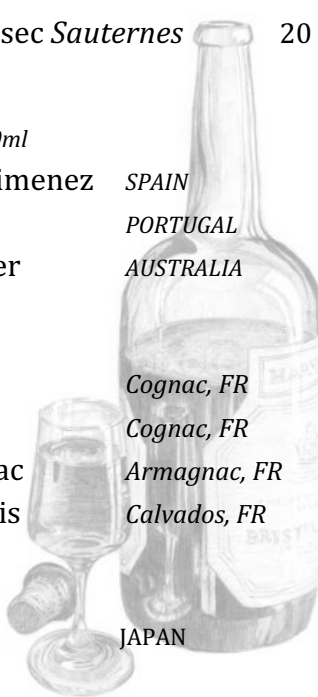 sec Sauternes 20
ml
imenez SPAIN
PORTUGAL
er AUSTRALIA
Cognac, FR
Cognac, FR
ac Armagnac, FR
is Calvados, FR
JAPAN